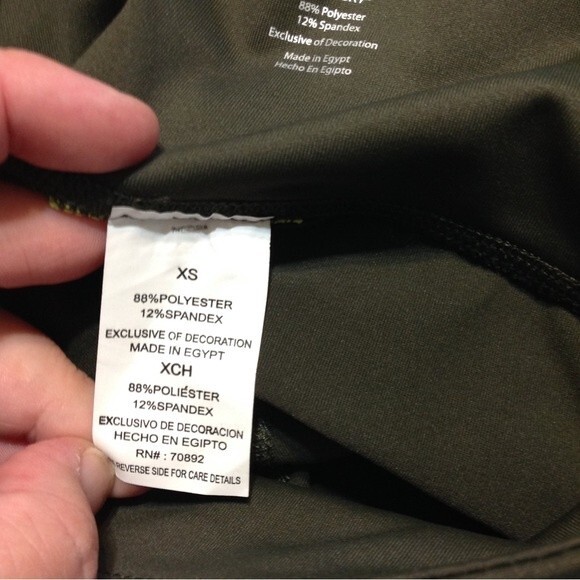 88% Polyester
12% Spandex
Exclusive of Decoration
Made in Egypt
Hecho En Egipto
XS
88%POLYESTER
12%SPANDEX
EXCLUSIVE OF DECORATION
MADE IN EGYPT
XCH
88%POLIÉSTER
12%SPANDEX
EXCLUSIVO DE DECORACION
HECHO EN EGIPTO
RN# : 70892
REVERSE SIDE FOR CARE DETAILS